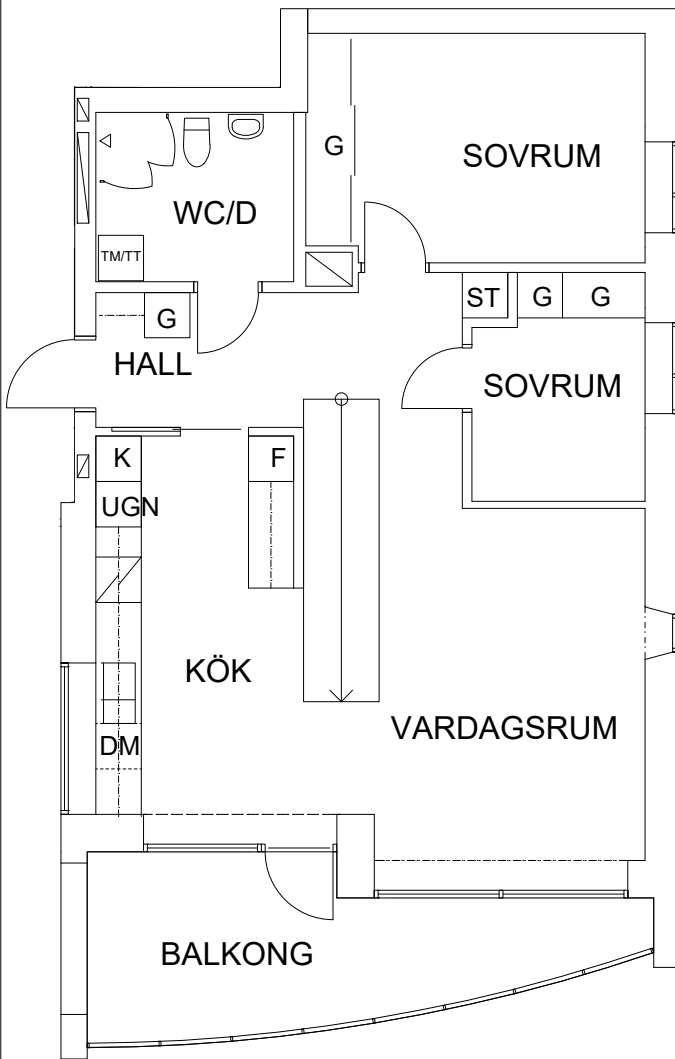 G
SOVRUM
WC/D
TM/TT
G
ST
G
G
HALL
SOVRUM
K
F
UGN
KÖK
VARDAGSRUM
DM
BALKONG